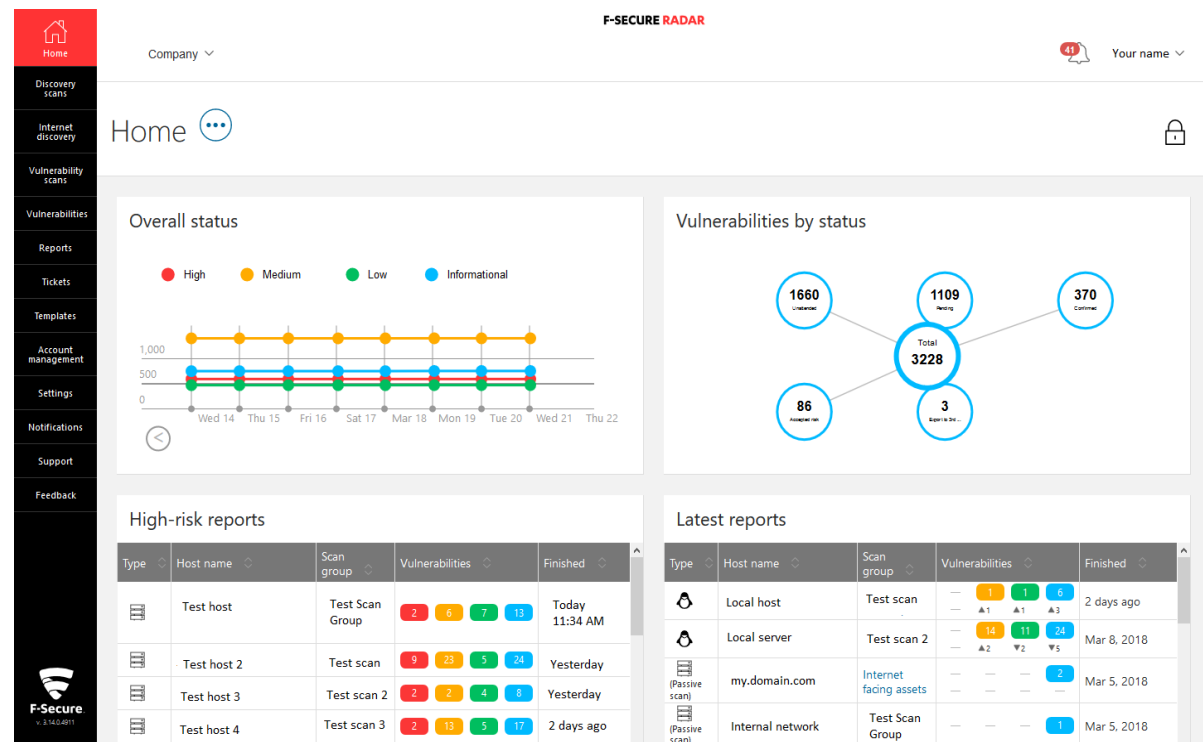 F-SECURE RADAR
Home
Company
41
Your name
Discovery
scans
Internet
discovery
Vulnerability
scans
Vulnerabilities
Reports
Tickets
Templates
Account
management
Settings
Notifications
Support
Feedback
F-Secure.
v. 3.14.0.4911
Home
Overall status
High Medium Low Informational
1,000
500
0
Wed 14 Thu 15 Fri 16 Sat 17 Mar 18 Mon 19 Tue 20 Wed 21 Thu 22
Vulnerabilities by status
1660
1109
Pending
370
Confirmed
Total
3228
86
Accepted risk
3
High-risk reports
Type Host name Scan group Vulnerabilities Finished
Test host Test Scan Group 2 6 7 13 Today 11:34 AM
Test host 2 Test scan 9 23 5 24 Yesterday
Test host 3 Test scan 2 2 2 4 8 Yesterday
Test host 4 Test scan 3 2 13 5 17 2 days ago
Latest reports
Type Host name Scan group Vulnerabilities Finished
Local host Test scan — 1 1 6 2 days ago
— ▲1 ▲1 ▲3
Local server Test scan 2 — 14 11 24 Mar 8, 2018
— ▲2 ▼2 ▼5
(Passive scan) my.domain.com Internet facing assets — — — 2 Mar 5, 2018
— — — —
(Passive scan) Internal network Test Scan Group — — — 1 Mar 5, 2018